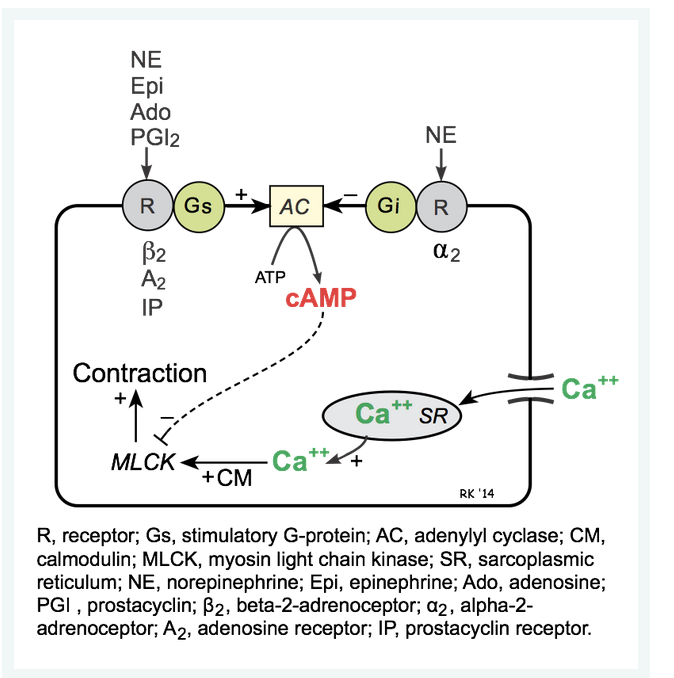 NE
Epi
Ado
PGI2
NE
R
Gs
+
AC
−
Gi
R
β2
A2
IP
α2
ATP
cAMP
Contraction
+
−
Ca++
Ca++ SR
MLCK
+CM
Ca++
+
RK '14
R, receptor; Gs, stimulatory G-protein; AC, adenylyl cyclase; CM,
calmodulin; MLCK, myosin light chain kinase; SR, sarcoplasmic
reticulum; NE, norepinephrine; Epi, epinephrine; Ado, adenosine;
PGI , prostacyclin; β2, beta-2-adrenoceptor; α2, alpha-2-
adrenoceptor; A2, adenosine receptor; IP, prostacyclin receptor.